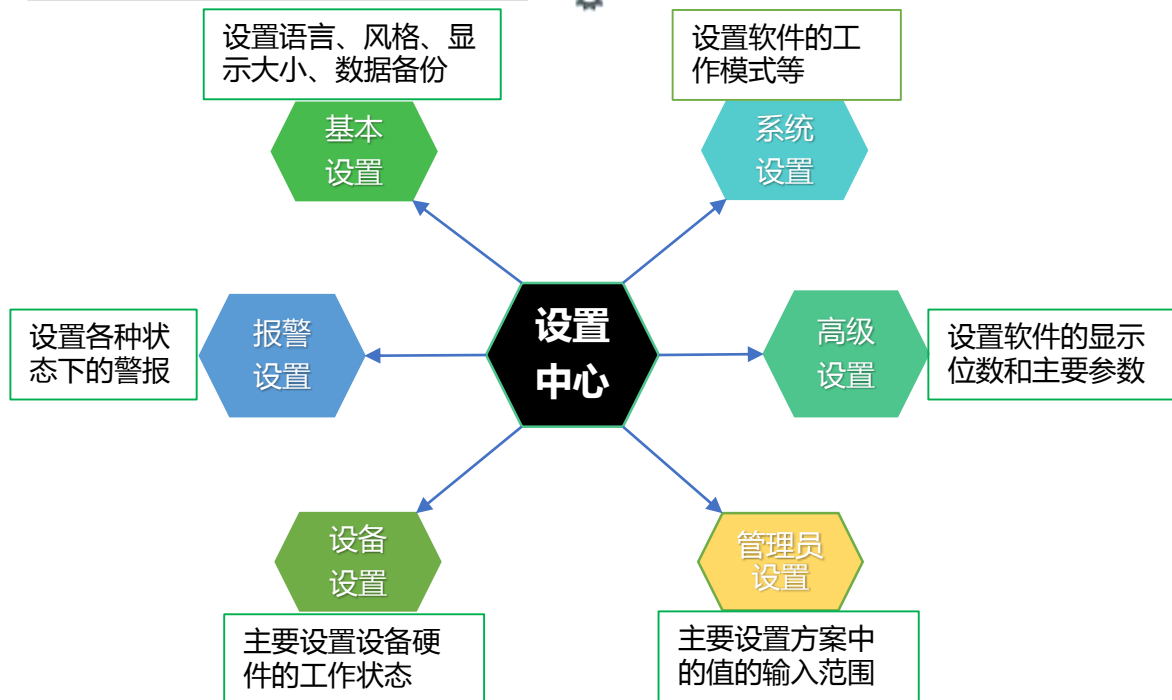 设置语言、风格、显
示大小、数据备份
设置软件的工
作模式等
基本
设置
系统
设置
设置各种状
态下的警报
报警
设置
设置
中心
高级
设置
设置软件的显示
位数和主要参数
设备
设置
管理员
设置
主要设置设备硬
件的工作状态
主要设置方案中
的值的输入范围